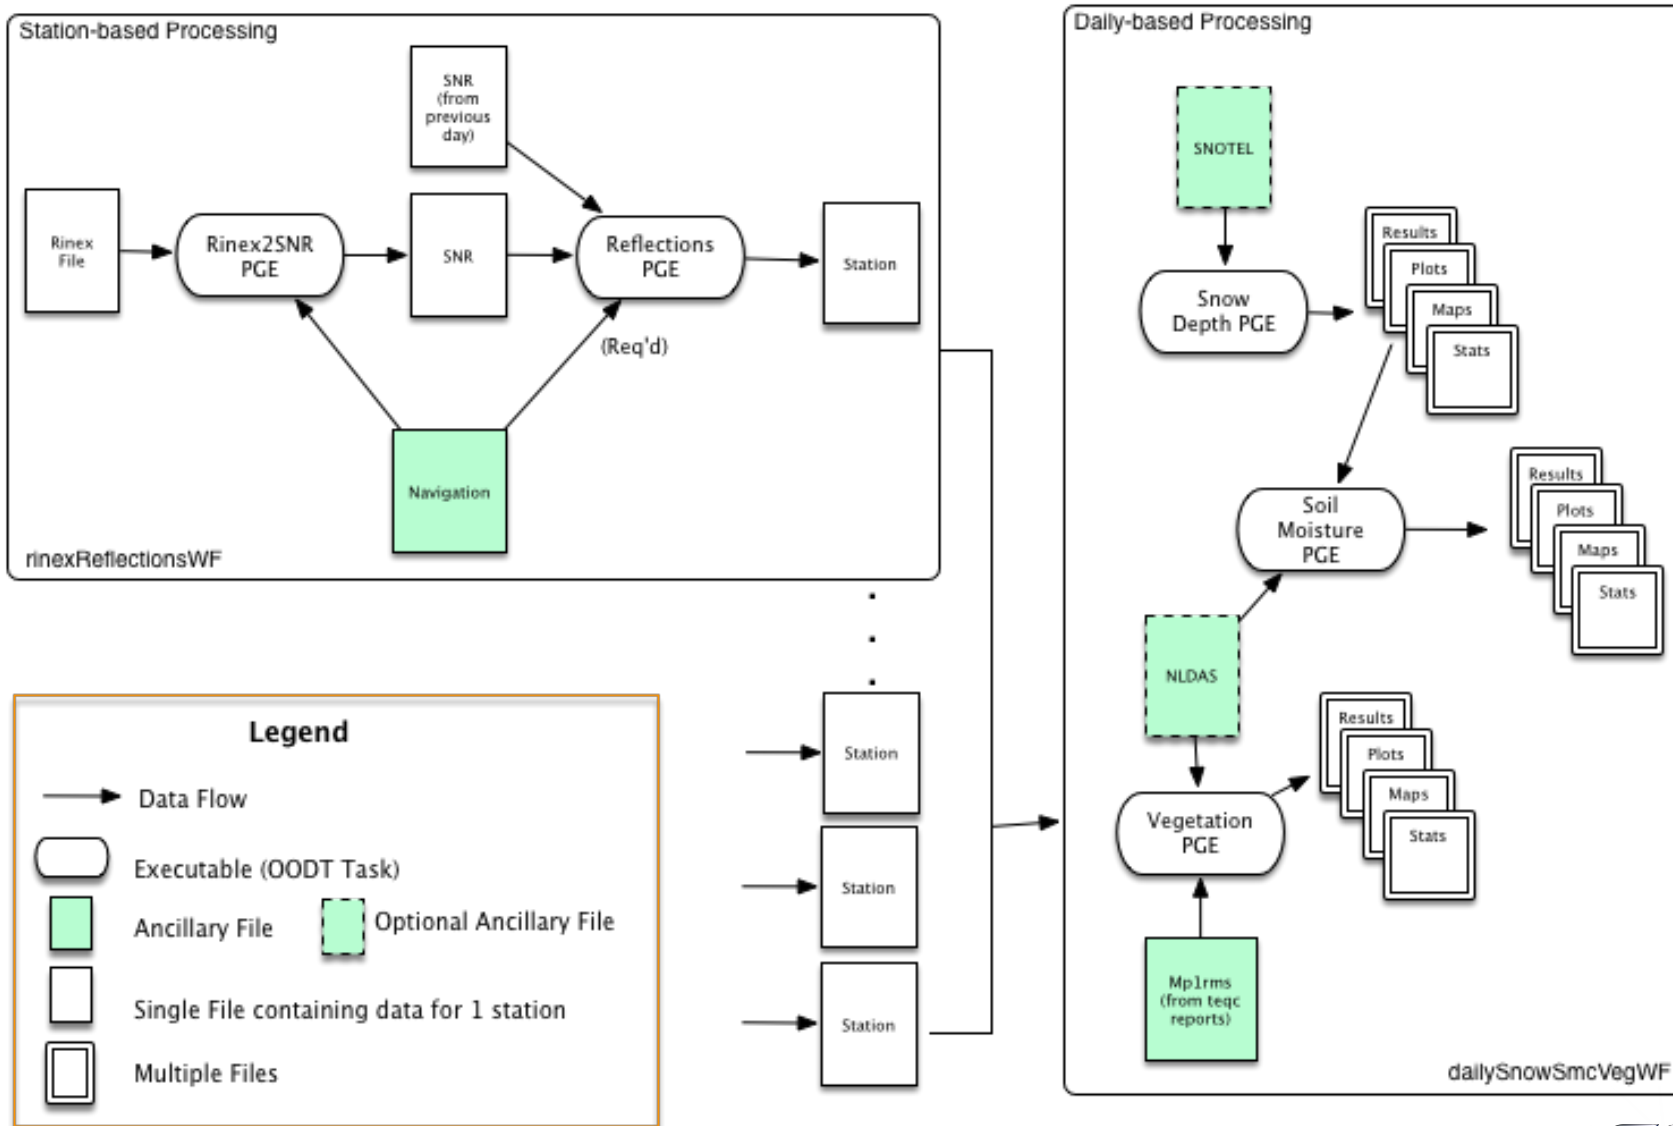 Station-based Processing
SNR
(from
previous
day)
Rinex
File
Rinex2SNR
PGE
SNR
Reflections
PGE
Station
(Req'd)
Navigation
rinexReflectionsWF
Daily-based Processing
SNOTEL
Snow
Depth PGE
Results
Plots
Maps
Stats
Soil
Moisture
PGE
Results
Plots
Maps
Stats
NLDAS
Vegetation
PGE
Results
Plots
Maps
Stats
Mp1rms
(from teqc
reports)
dailySnowSmcVegWF
Station
Station
Station
Legend
Data Flow
Executable (OODT Task)
Ancillary File
Optional Ancillary File
Single File containing data for 1 station
Multiple Files